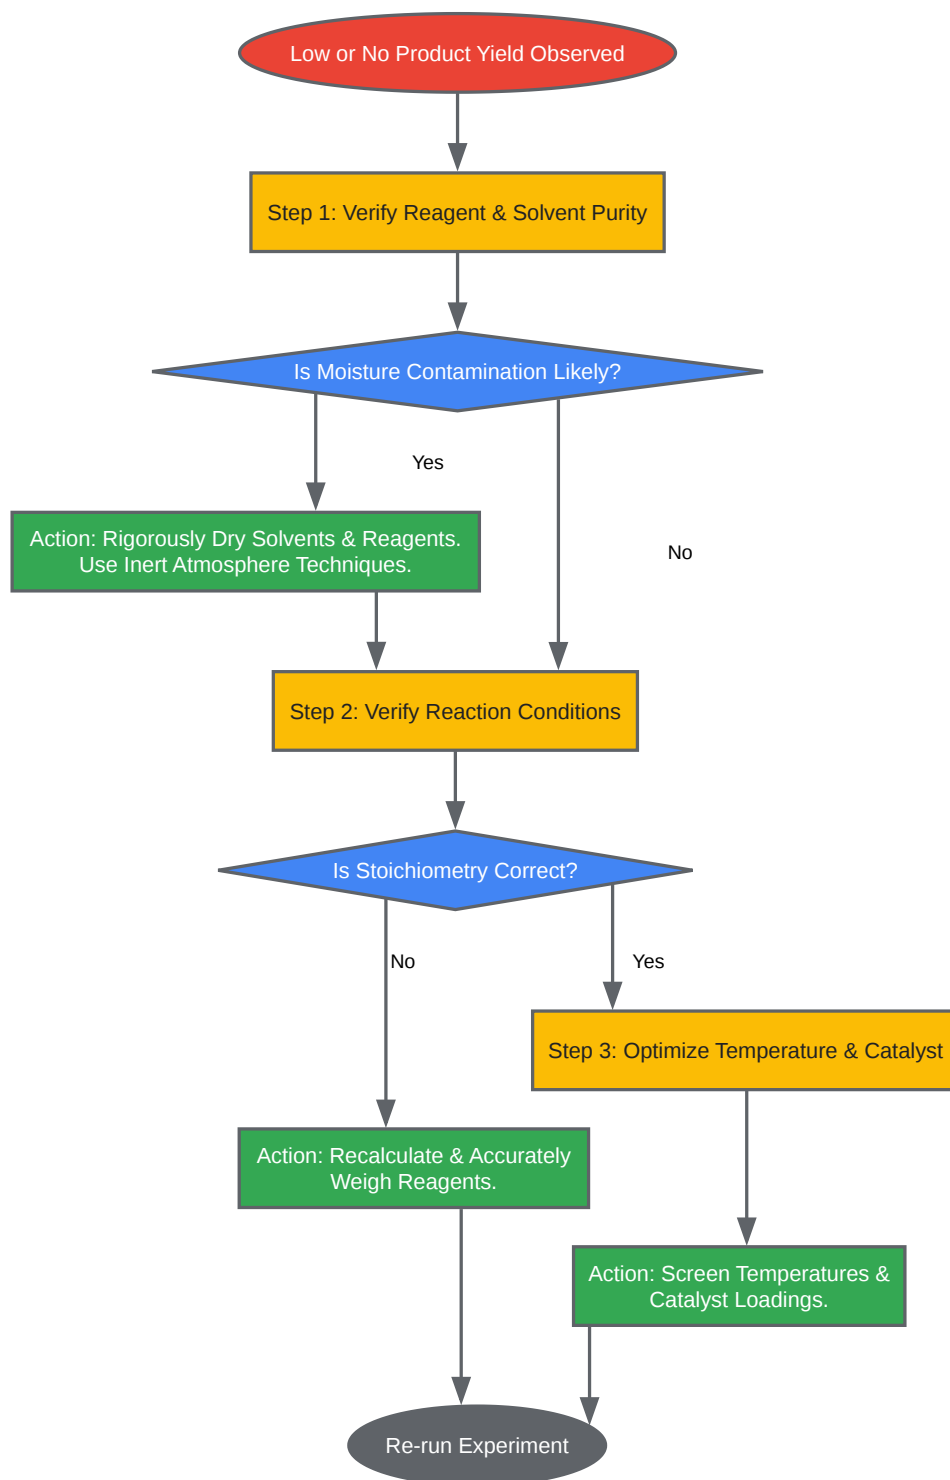 Low or No Product Yield Observed
Step 1: Verify Reagent & Solvent Purity
Is Moisture Contamination Likely?
Yes
Action: Rigorously Dry Solvents & Reagents.
Use Inert Atmosphere Techniques.
No
Step 2: Verify Reaction Conditions
Is Stoichiometry Correct?
No
Yes
Step 3: Optimize Temperature & Catalyst
Action: Recalculate & Accurately
Weigh Reagents.
Action: Screen Temperatures &
Catalyst Loadings.
Re-run Experiment